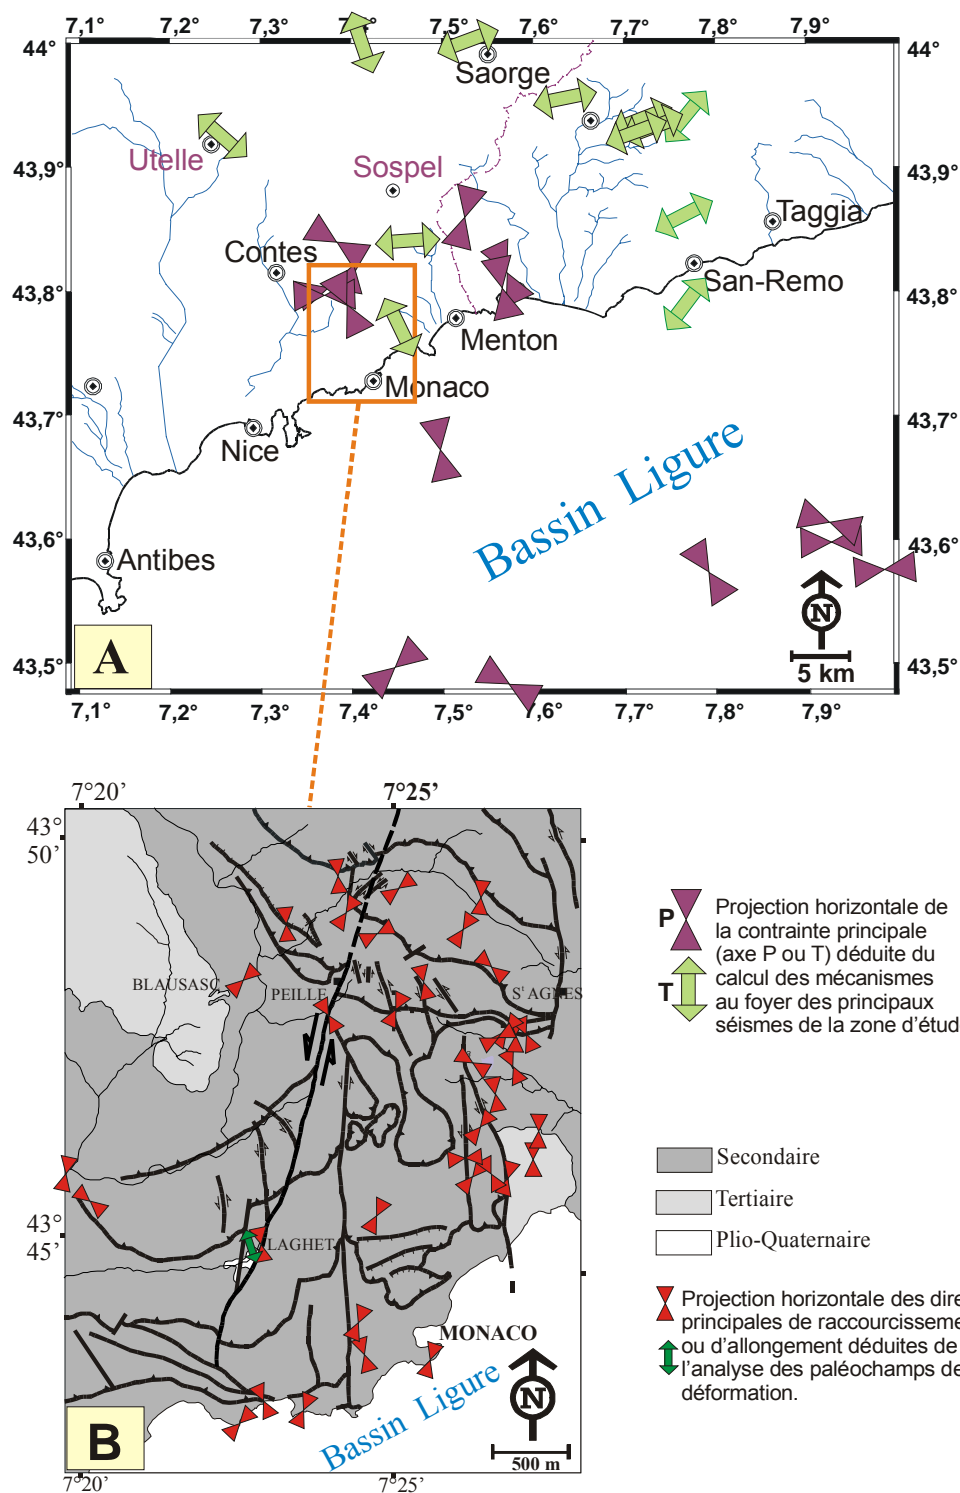 7,1 7,2 7,3 7,4 7,5 7,6 7,7 7,8 7,9
44° 44°
Saorge
Utelle
Sospel
43,9° 43,9°
Taggia
Contes
San-Remo
43,8° 43,8°
Menton
Monaco
43,7° 43,7°
Nice
Bassin Ligure
43,6° 43,6°
Antibes
N
A
43,5° 43,5°
5 km
7,1° 7,2 7,3° 7,4° 7,5° 7,6° 7,7° 7,8° 7,9°
7°20’ 7°25’
43°
50’
BLAUSASC
PEILLE
St AGNES
43°
45’
LAGHET
MONACO
Bassin Ligure
N
B
500 m
7°20’ 7°25’
P
T
Projection horizontale de
la contrainte principale
(axe P ou T) déduite du
calcul des mécanismes
au foyer des principaux
séismes de la zone d’étud
Secondaire
Tertiaire
Plio-Quaternaire
Projection horizontale des dire
principales de raccourcisseme
ou d’allongement déduites de
l’analyse des paléochamps de
déformation.